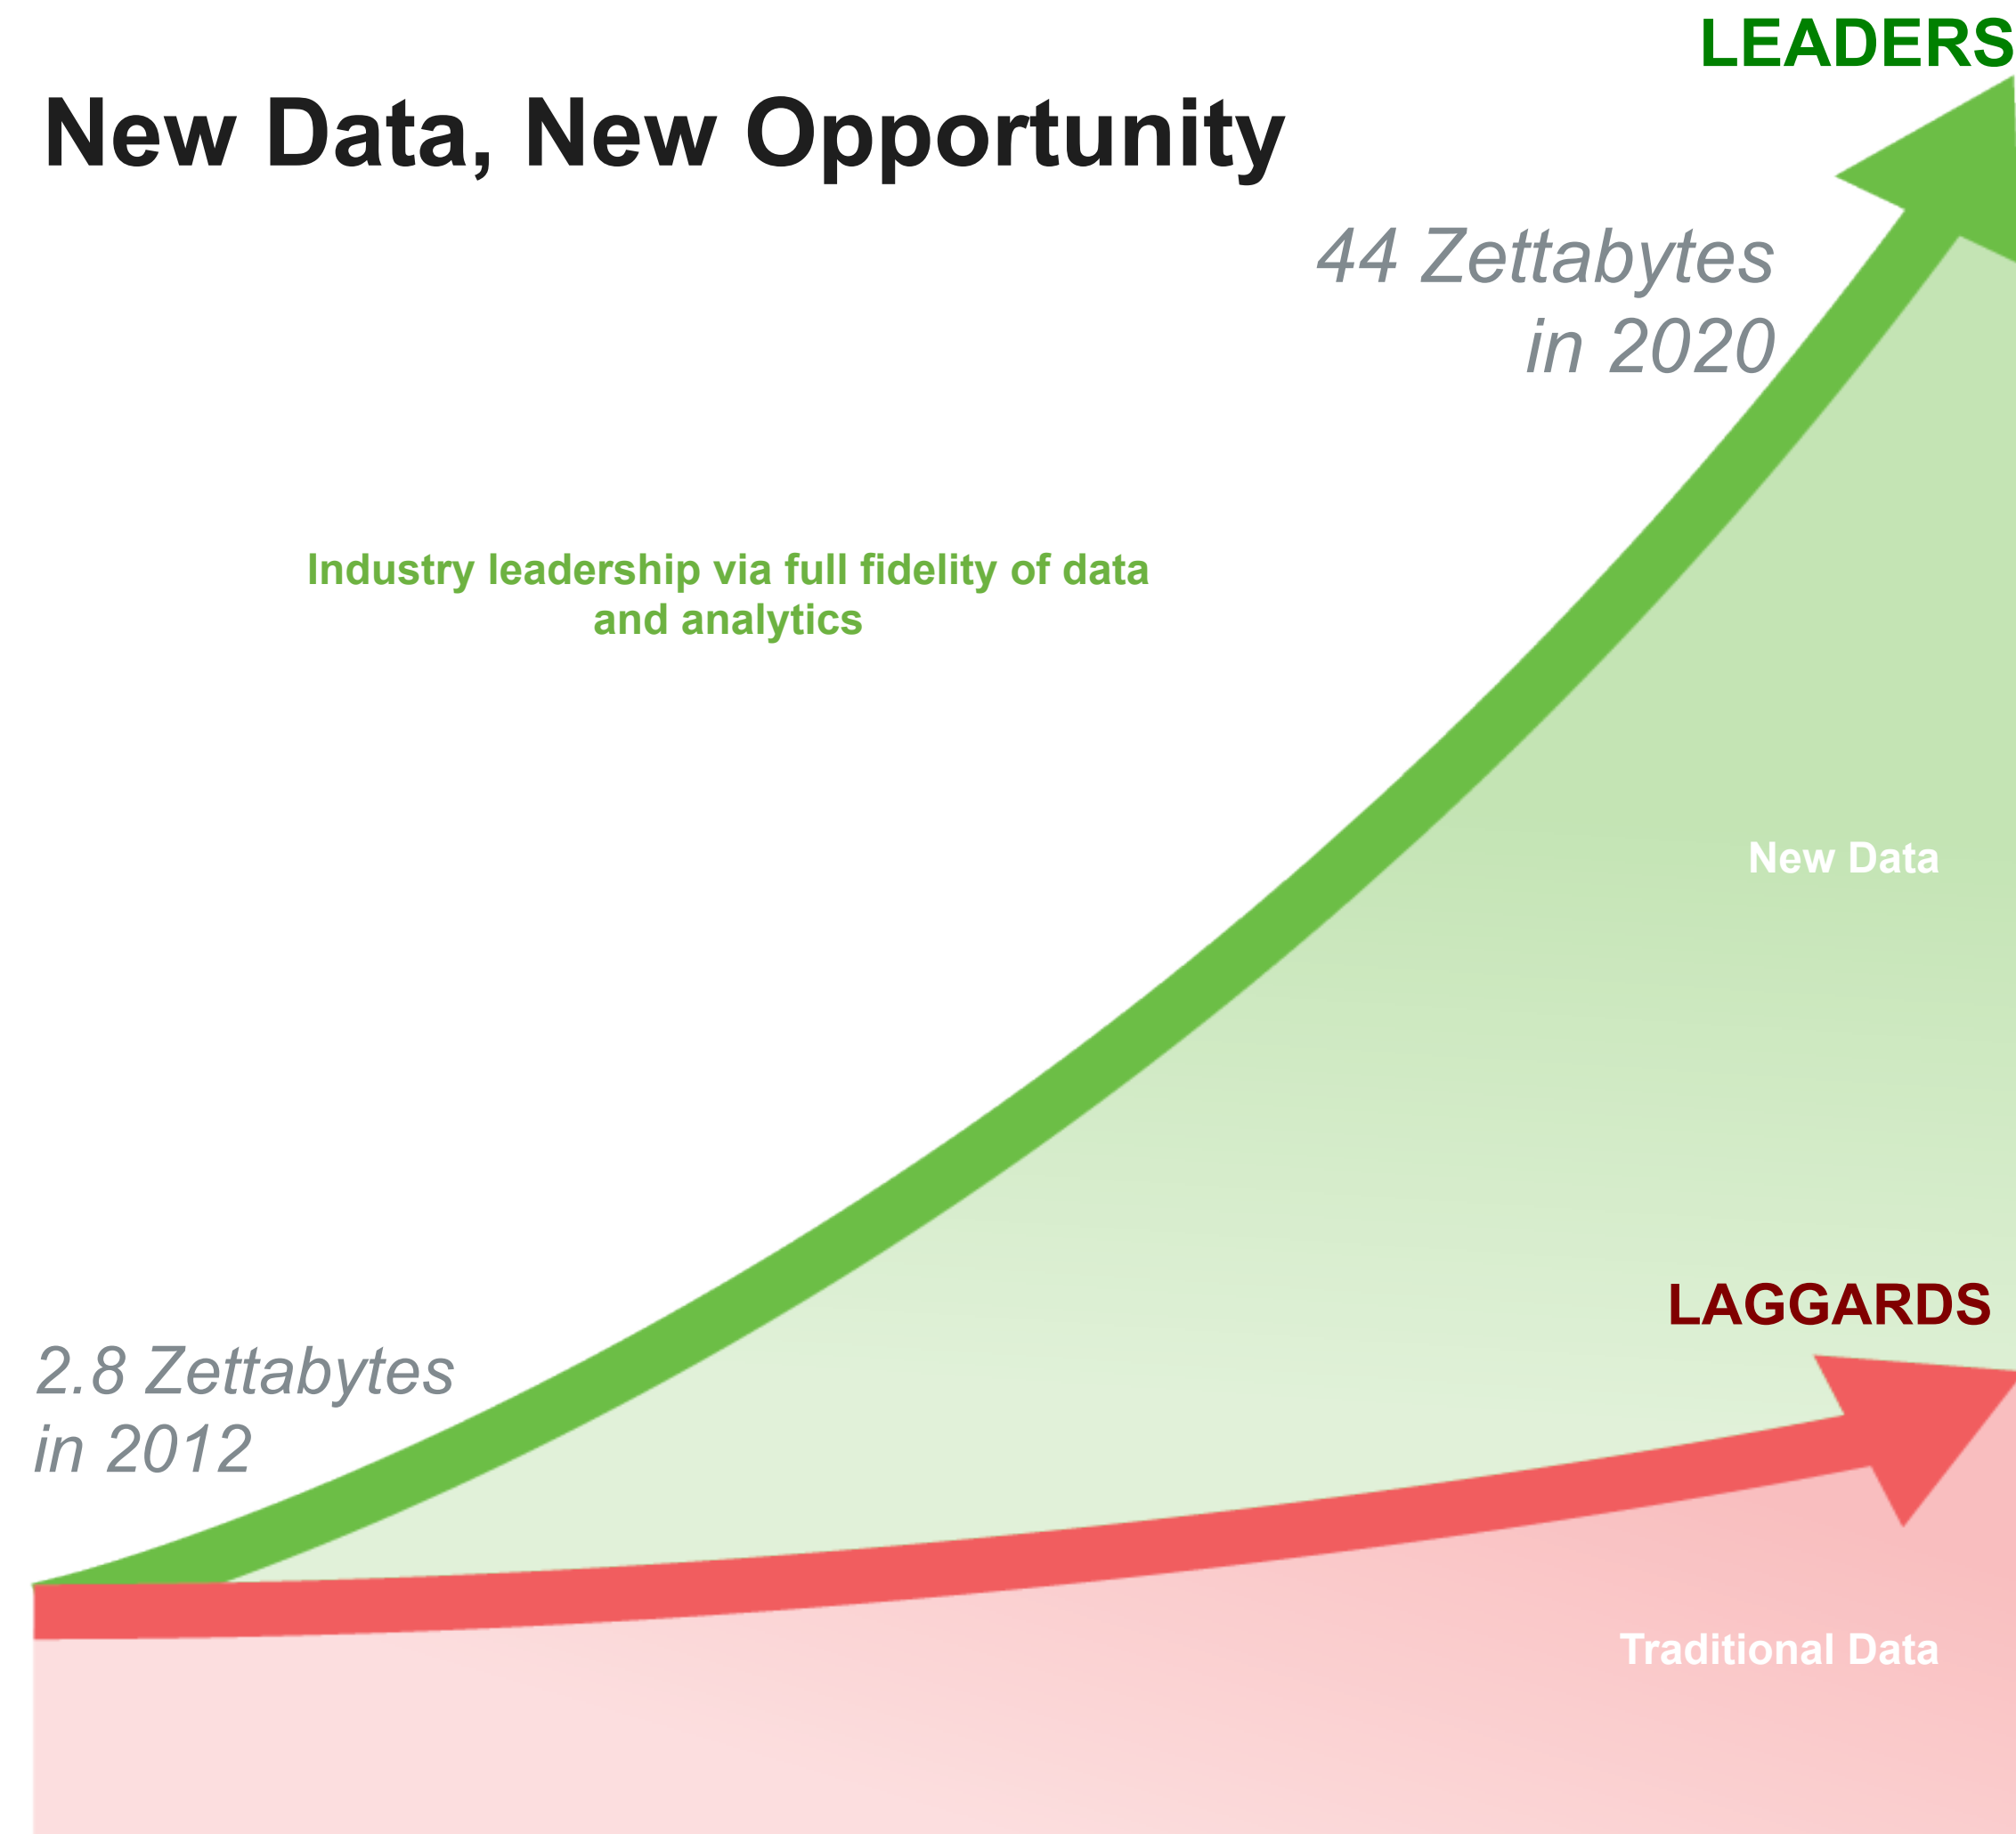 LEADERS
New Data, New Opportunity
44 Zettabytes
in 2020
Industry leadership via full fidelity of data
and analytics
New Data
LAGGARDS
2.8 Zettabytes
in 2012
Traditional Data